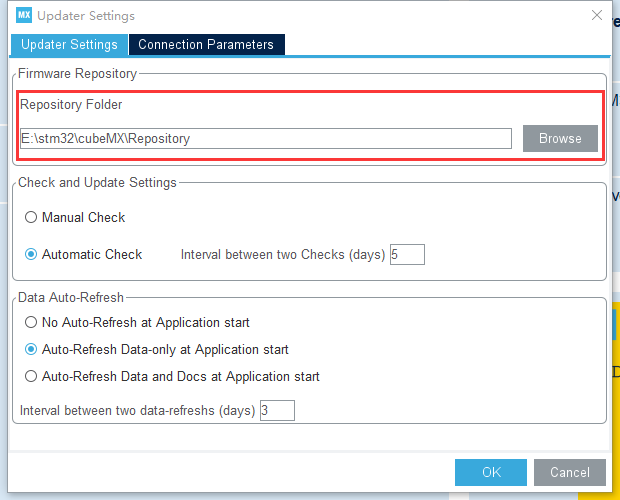 MX Updater Settings
Updater Settings Connection Parameters
Firmware Repository
Repository Folder
E:\stm32\cubeMX\Repository Browse
Check and Update Settings
Manual Check
Automatic Check Interval between two Checks (days) 5
Data Auto-Refresh
No Auto-Refresh at Application start
Auto-Refresh Data-only at Application start
Auto-Refresh Data and Docs at Application start
Interval between two data-refreshs (days) 3
OK Cancel